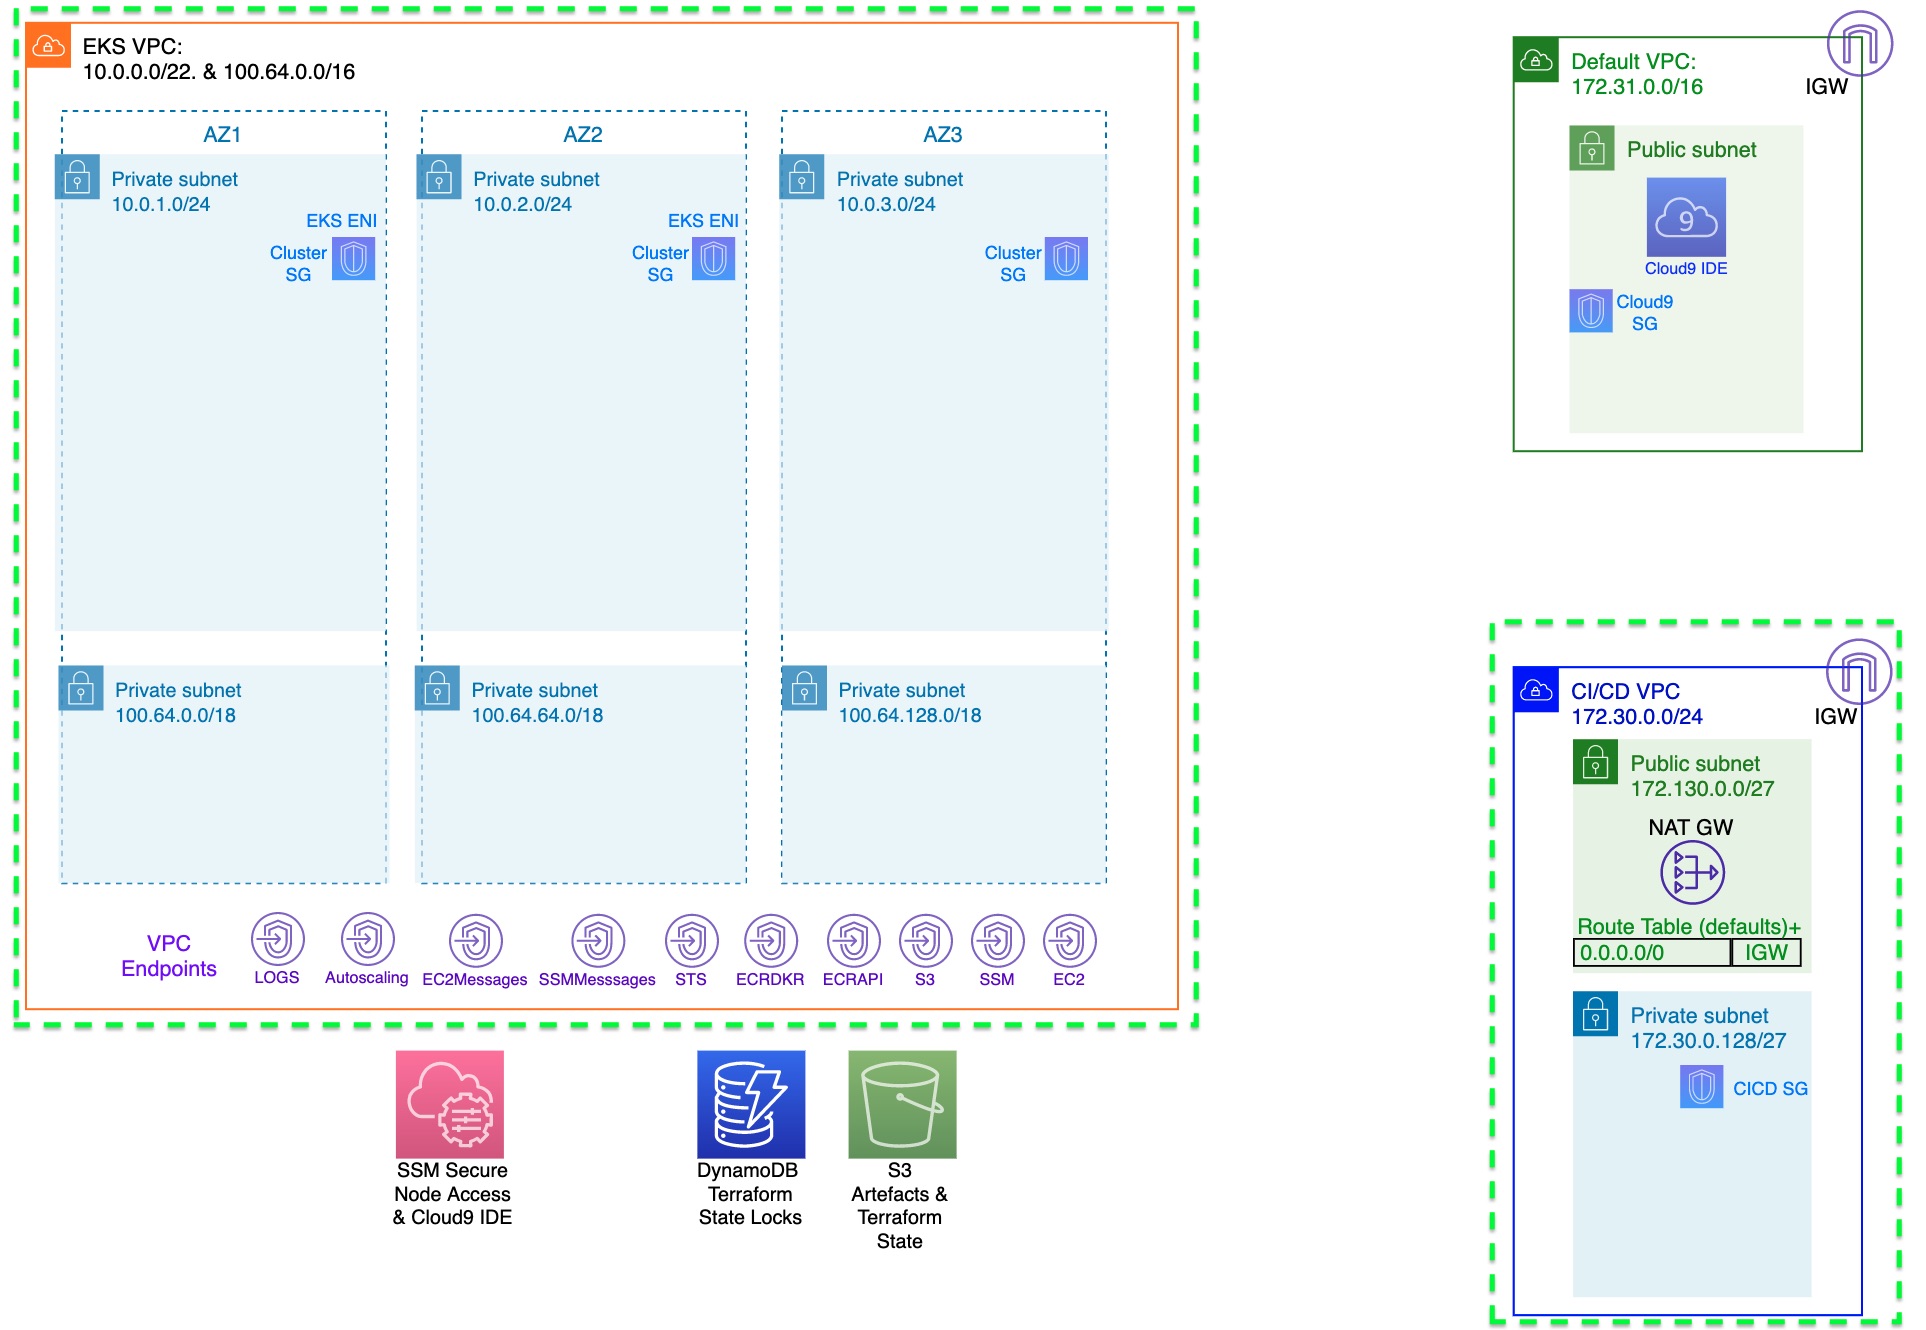 EKS VPC:
10.0.0.0/22. & 100.64.0.0/16
AZ1
Private subnet
10.0.1.0/24
EKS ENI
Cluster
SG
AZ2
Private subnet
10.0.2.0/24
EKS ENI
Cluster
SG
AZ3
Private subnet
10.0.3.0/24
Cluster
SG
Private subnet
100.64.0.0/18
Private subnet
100.64.64.0/18
Private subnet
100.64.128.0/18
VPC
Endpoints
LOGS
Autoscaling
EC2Messages
SSMMesssages
STS
ECRDKR
ECRAPI
S3
SSM
EC2
SSM Secure
Node Access
& Cloud9 IDE
DynamoDB
Terraform
State Locks
S3
Artefacts &
Terraform
State
Default VPC:
172.31.0.0/16
IGW
Public subnet
9
Cloud9 IDE
Cloud9
SG
CI/CD VPC
172.30.0.0/24
IGW
Public subnet
172.130.0.0/27
NAT GW
Route Table (defaults)+
0.0.0.0/0
IGW
Private subnet
172.30.0.128/27
CICD SG